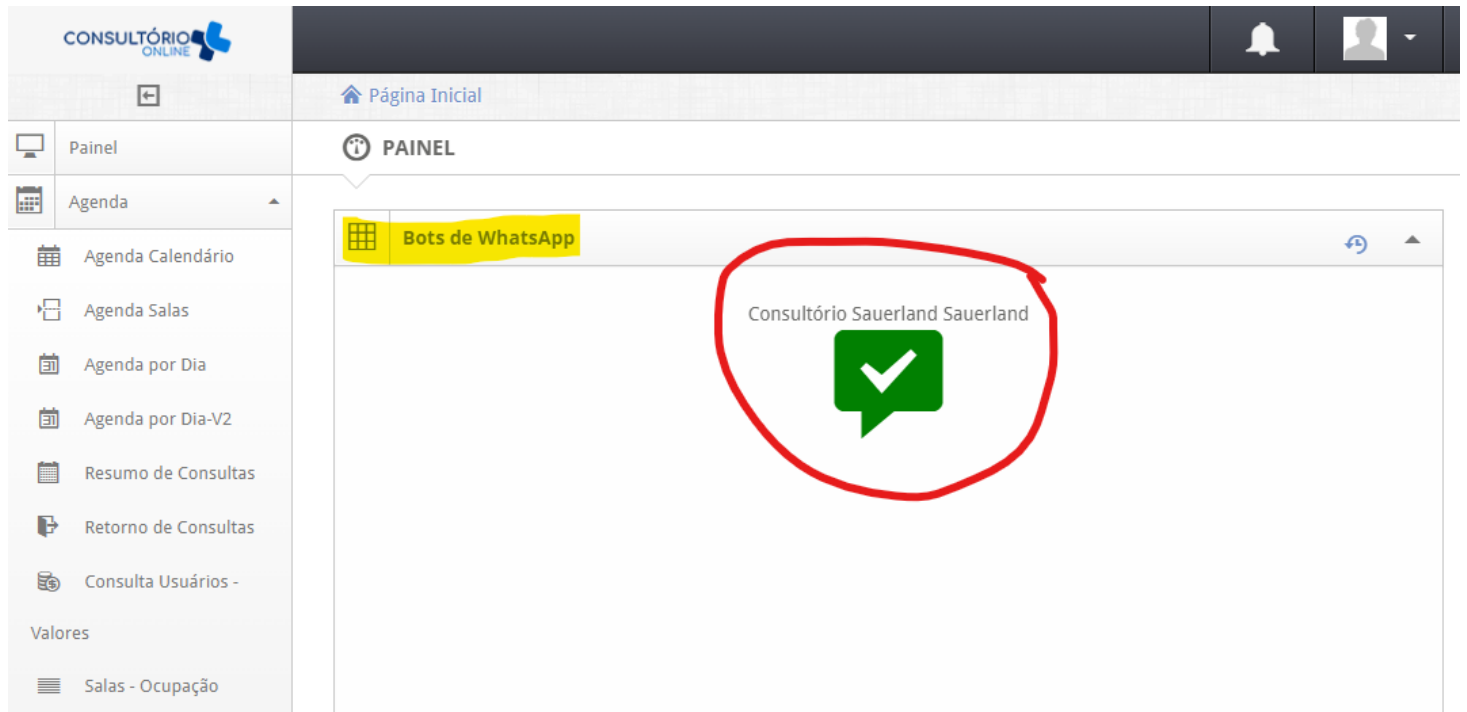 CONSULTÓRIO
ONLINE
Página Inicial
Painel
PAINEL
Agenda
Agenda Calendário
Agenda Salas
Agenda por Dia
Agenda por Dia-V2
Resumo de Consultas
Retorno de Consultas
Consulta Usuários -
Valores
Salas - Ocupação
Bots de WhatsApp
Consultório Sauerland Sauerland